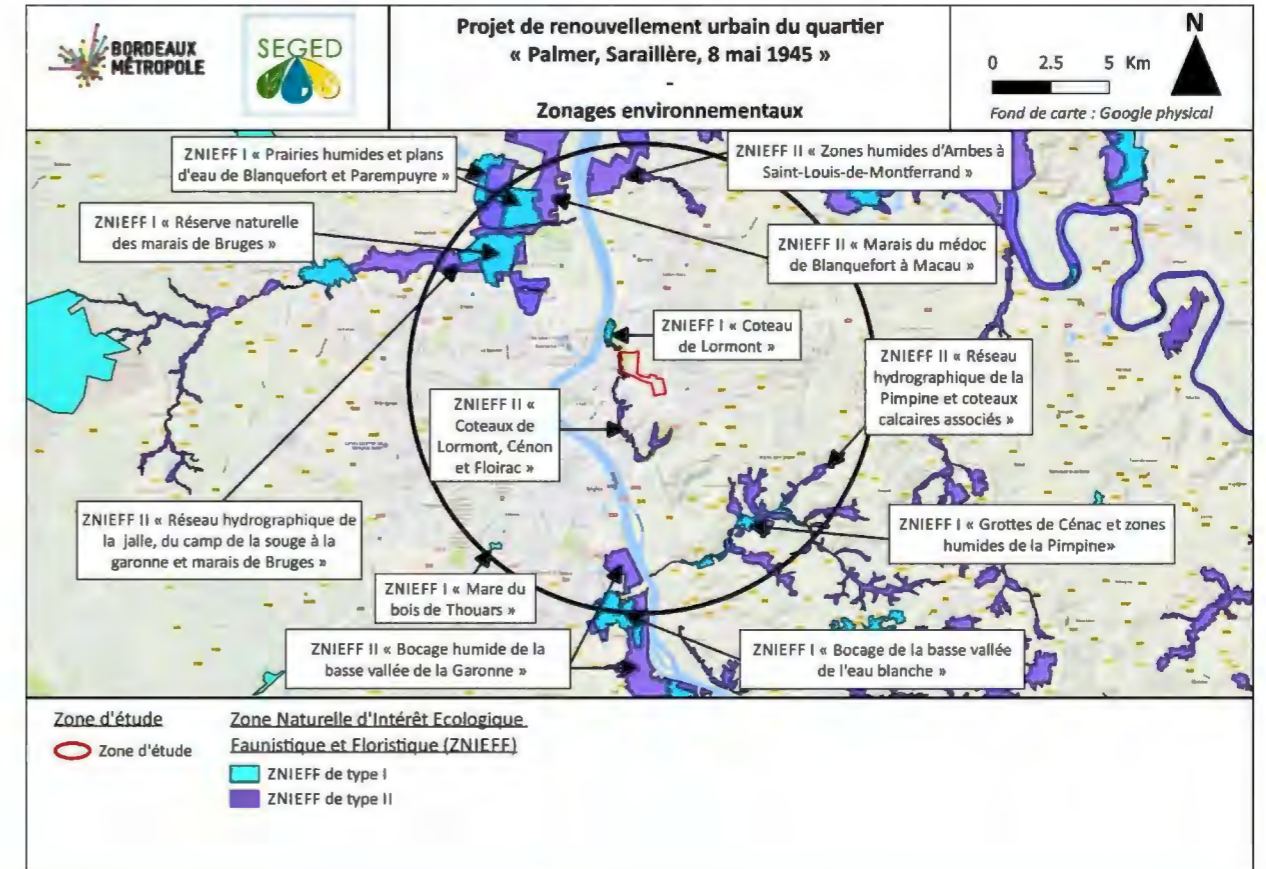 BORDEAUX
MÉTROPOLE
SEGED
Projet de renouvellement urbain du quartier
« Palmer, Saraillère, 8 mai 1945 »
-
Zonages environnementaux
N
0 2.5 5 Km
Fond de carte : Google physical
ZNIEFF I « Prairies humides et plans
d'eau de Blanquefort et Parempuyre »
ZNIEFF II « Zones humides d'Ambes à
Saint-Louis-de-Montferrand »
ZNIEFF I « Réserve naturelle
des marais de Bruges »
ZNIEFF II « Marais du médoc
de Blanquefort à Macau »
ZNIEFF I « Coteau
de Lormont »
ZNIEFF II « Réseau
hydrographique de la
Pimpine et coteaux
calcaires associés »
ZNIEFF II «
Coteaux de
Lormont, Cénon
et Floirac »
ZNIEFF II « Réseau hydrographique de
la jalle, du camp de la souge à la
garonne et marais de Bruges »
ZNIEFF I « Grottes de Cénac et zones
humides de la Pimpine»
ZNIEFF I « Mare du
bois de Thouars »
ZNIEFF II « Bocage humide de la
basse vallée de la Garonne »
ZNIEFF I « Bocage de la basse vallée
de l'eau blanche »
Zone d'étude
Zone d'étude
Zone Naturelle d'Intérêt Ecologique
Faunistique et Floristique (ZNIEFF)
ZNIEFF de type I
ZNIEFF de type II